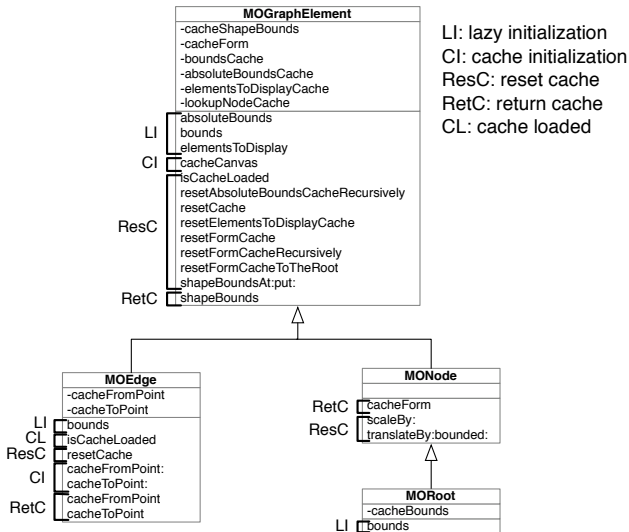 MOGraphElement
-cacheShapeBounds
-cacheForm
-boundsCache
-absoluteBoundsCache
-elementsToDisplayCache
-lookupNodeCache
absoluteBounds
LI
bounds
elementsToDisplay
CI
cacheCanvas
isCacheLoaded
resetAbsoluteBoundsCacheRecursively
resetCache
ResC
resetElementsToDisplayCache
resetFormCache
resetFormCacheRecursively
resetFormCacheToTheRoot
shapeBoundsAt:put:
RetC
shapeBounds
LI: lazy initialization
CI: cache initialization
ResC: reset cache
RetC: return cache
CL: cache loaded
MOEdge
-cacheFromPoint
-cacheToPoint
LI
bounds
CL
isCacheLoaded
ResC
resetCache
CI
cacheFromPoint:
cacheToPoint:
RetC
cacheFromPoint
cacheToPoint
MONode
RetC
cacheForm
ResC
scaleBy:
translateBy:bounded:
MORoot
-cacheBounds
LI
bounds